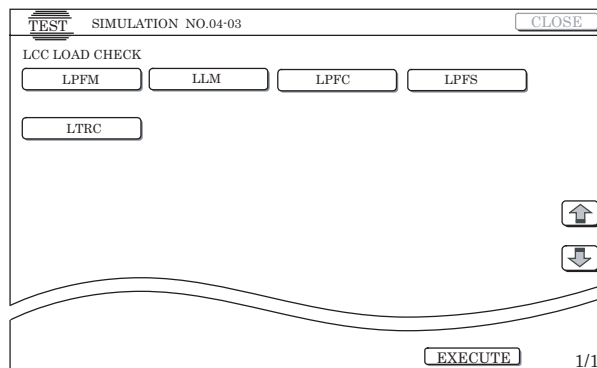 TEST SIMULATION NO.04-03 CLOSE
LCC LOAD CHECK
LPFM LLM LPFC LPFS
LTRC
EXECUTE 1/1